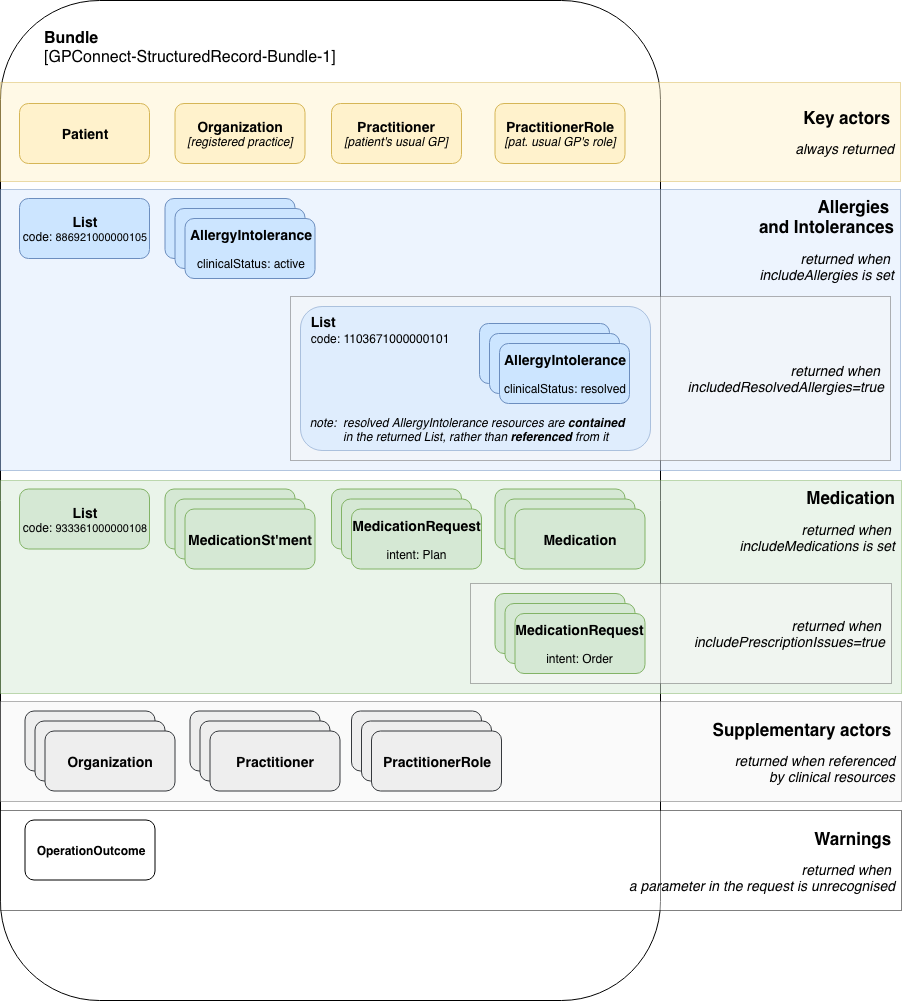 Bundle
[GPConnect-StructuredRecord-Bundle-1]
Patient
Organization
[registered practice]
Practitioner
[patient's usual GP]
PractitionerRole
[pat. usual GP's role]
Key actors
always returned
List
code: 886921000000105
AllergyIntolerance
clinicalStatus: active
Allergies
and Intolerances
returned when
includeAllergies is set
List
code: 1103671000000101
AllergyIntolerance
clinicalStatus: resolved
note: resolved AllergyIntolerance resources are contained
in the returned List, rather than referenced from it
returned when
includedResolvedAllergies=true
List
code: 933361000000108
MedicationSt'ment
MedicationRequest
intent: Plan
Medication
Medication
returned when
includeMedications is set
MedicationRequest
intent: Order
returned when
includePrescriptionIssues=true
Organization
Practitioner
PractitionerRole
Supplementary actors
returned when referenced
by clinical resources
OperationOutcome
Warnings
returned when
a parameter in the request is unrecognised